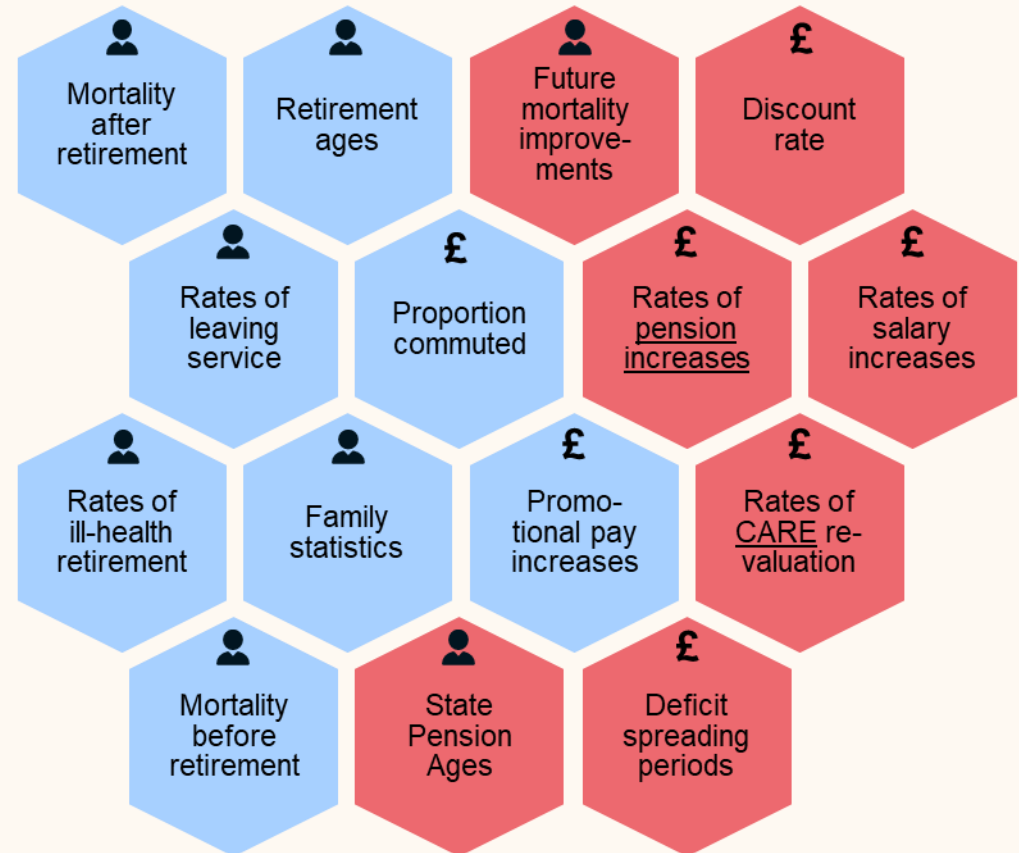 Mortality
after
retirement
Retirement
ages
Future
mortality
improve-
ments
£
Discount
rate
Rates of
leaving
service
£
Proportion
commuted
£
Rates of
pension
increases
£
Rates of
salary
increases
Rates of
ill-health
retirement
Family
statistics
£
Promo-
tional pay
increases
£
Rates of
CARE re-
valuation
Mortality
before
retirement
State
Pension
Ages
£
Deficit
spreading
periods